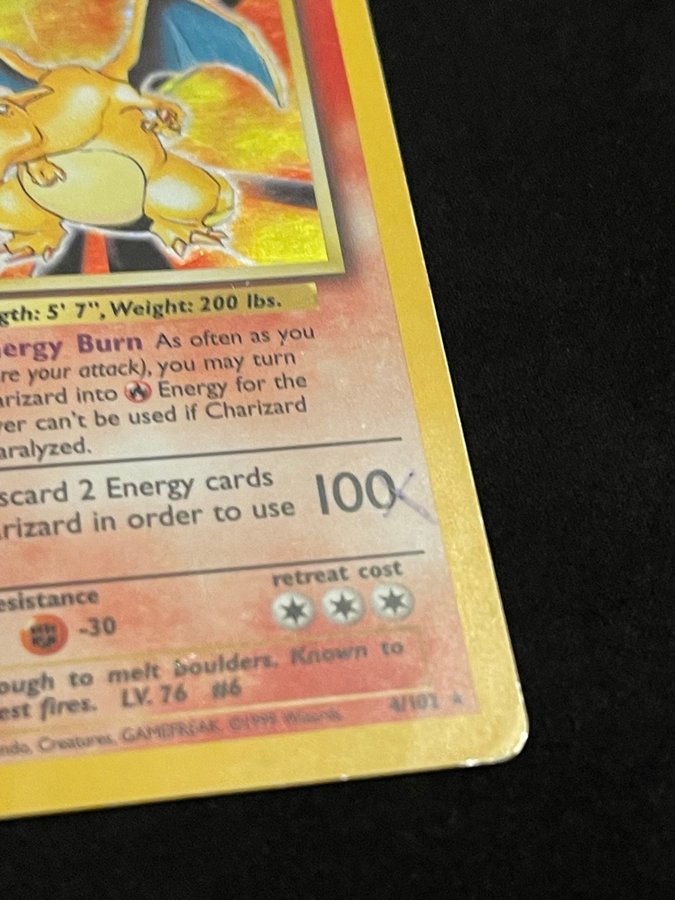 gth: 5' 7", Weight: 200 lbs.
ergy Burn As often as you
re your attack), you may turn
arizard into Energy for the
er can't be used if Charizard
aralyzed.
scard 2 Energy cards
rizard in order to use 100
retreat cost
esistance
-30
ough to melt boulders. Known to
est fires. LV. 76 #6
ndo, Creatures, GAMEFREAK. ©1999 Wizards 4/102